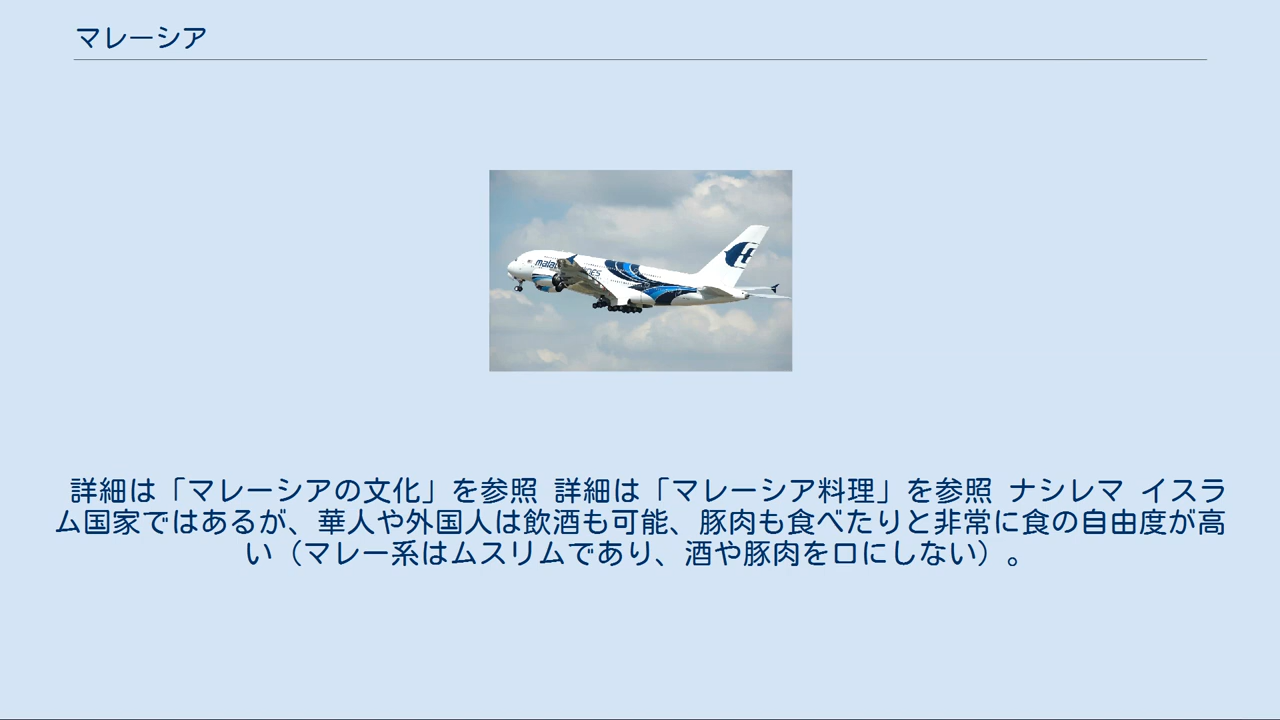 マレーシア
詳細は「マレーシアの文化」を参照 詳細は「マレーシア料理」を参照 ナシレマ イスラ
ム国家ではあるが、華人や外国人は飲酒も可能、豚肉も食べたりと非常に食の自由度が高
い（マレー系はムスリムであり、酒や豚肉を口にしない）。